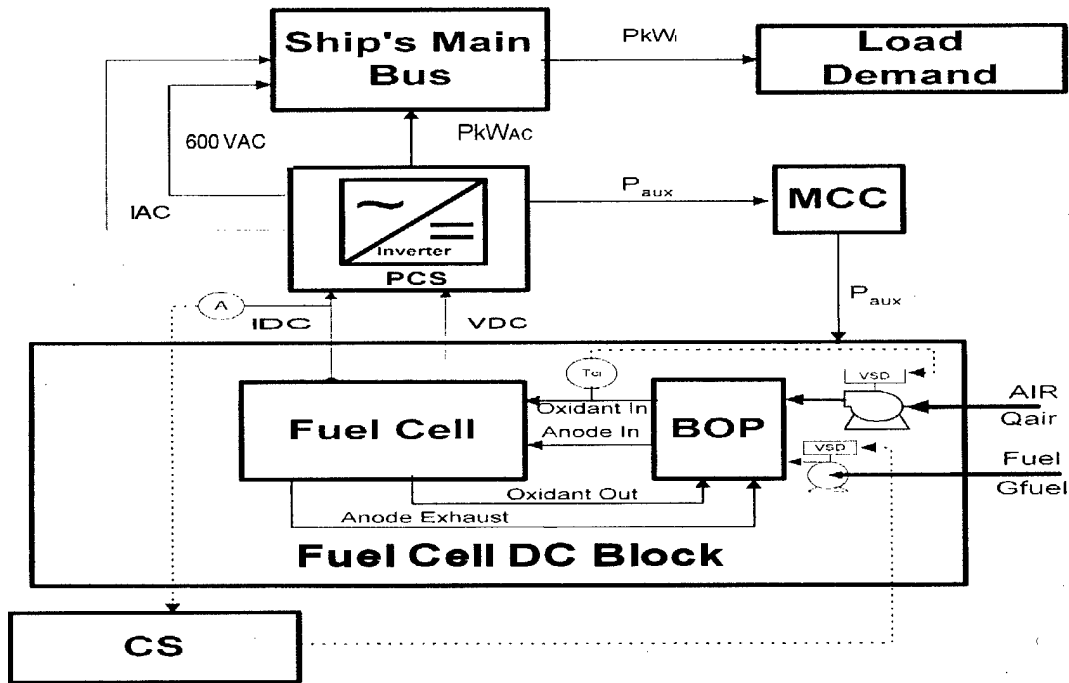 Ship's Main
Bus
PkWₗ
Load
Demand
600 VAC
PkWAC
IAC
Inverter
PCS
Paux
MCC
Paux
A
IDC
VDC
Tci
VSD
Oxidant In
Anode In
Fuel Cell
BOP
AIR
Qair
VSD
Fuel
Gfuel
Oxidant Out
Anode Exhaust
Fuel Cell DC Block
CS